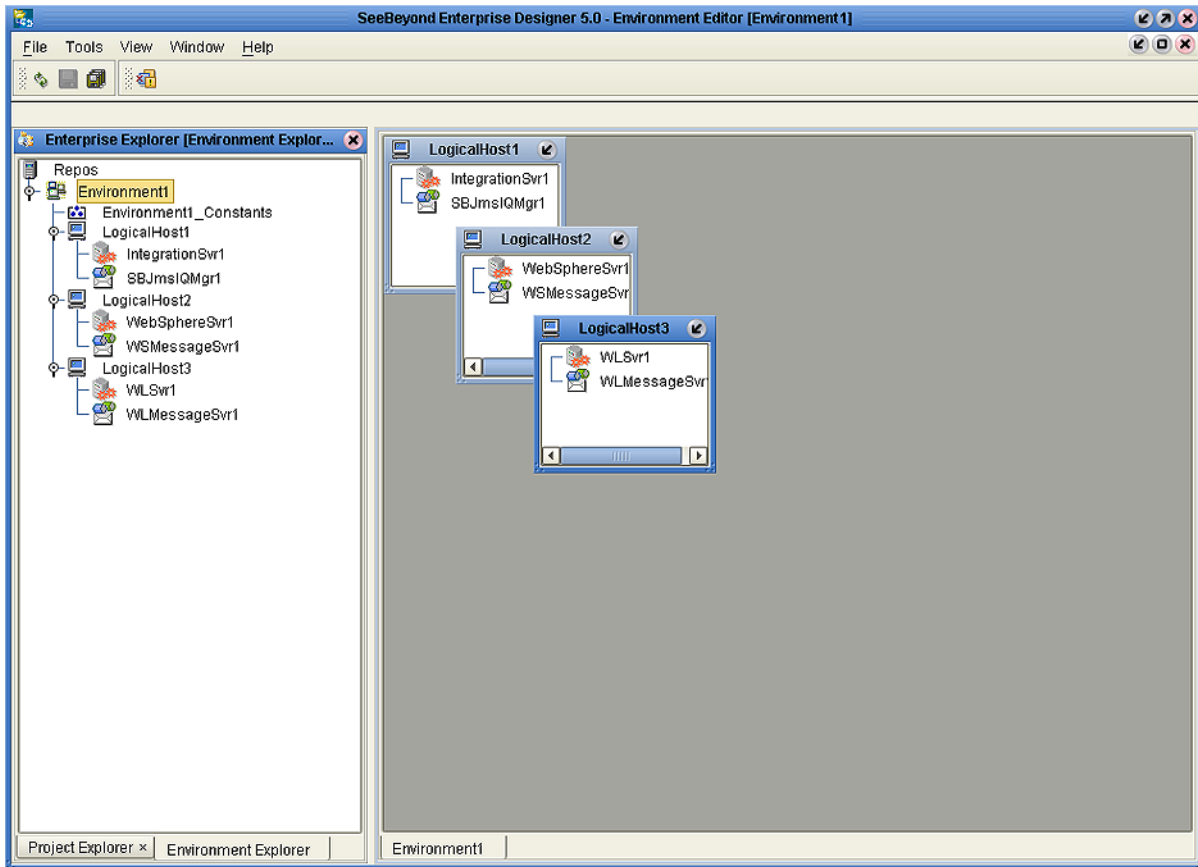 SeeBeyond Enterprise Designer 5.0 - Environment Editor [Environment1]
File Tools View Window Help
Enterprise Explorer [Environment Explor...
Repos
Environment1
Environment1_Constants
LogicalHost1
IntegrationSvr1
SBJmsIQMgr1
LogicalHost2
WebSphereSvr1
WSMessageSvr1
LogicalHost3
WLSvr1
WLMessageSvr1
Project Explorer ×
Environment Explorer
LogicalHost1
IntegrationSvr1
SBJmsIQMgr1
LogicalHost2
WebSphereSvr1
WSMessageSvr
LogicalHost3
WLSvr1
WLMessageSvr
Environment1